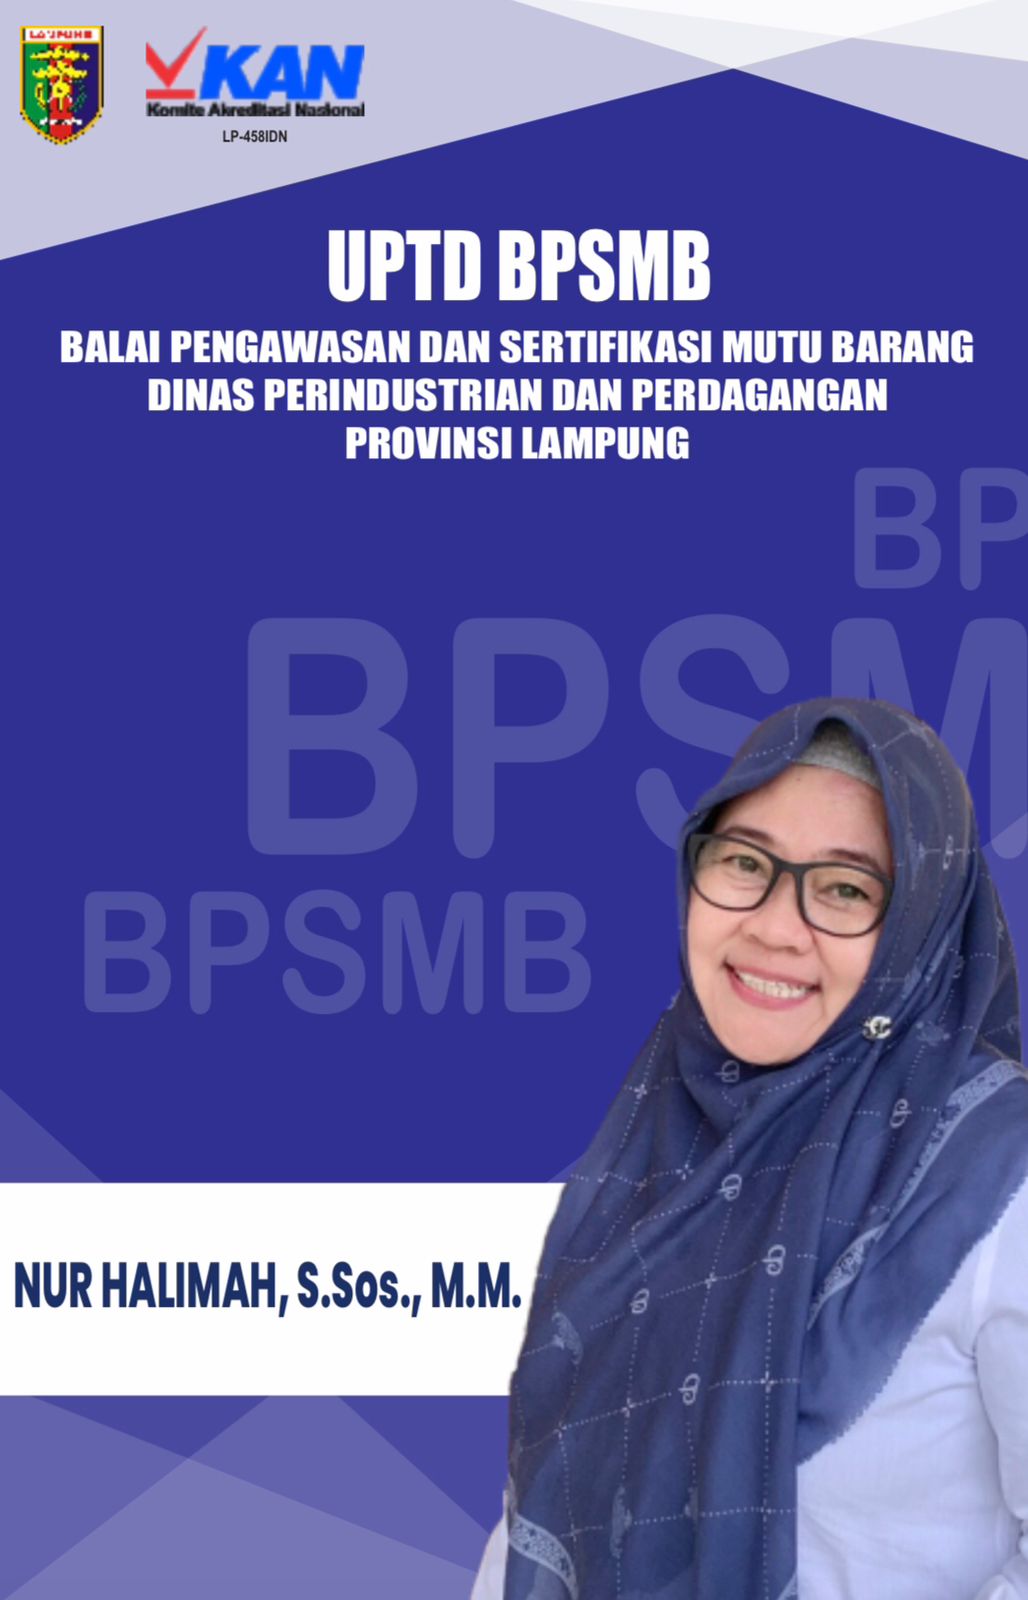 LAMPUNG
KAN
Komite Akreditasi Nasional
LP-458IDN
UPTD BPSMB
BALAI PENGAWASAN DAN SERTIFIKASI MUTU BARANG
DINAS PERINDUSTRIAN DAN PERDAGANGAN
PROVINSI LAMPUNG
BP
BPSM
BPSMB
NUR HALIMAH, S.Sos., M.M.